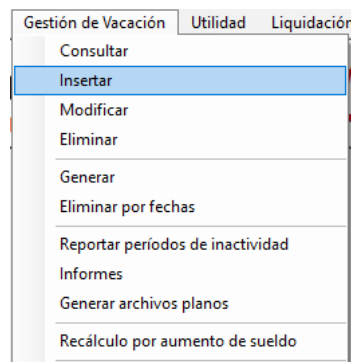 Gestión de Vacación Utilidad Liquidación
Consultar
Insertar
Modificar
Eliminar
Generar
Eliminar por fechas
Reportar períodos de inactividad
Informes
Generar archivos planos
Recálculo por aumento de sueldo